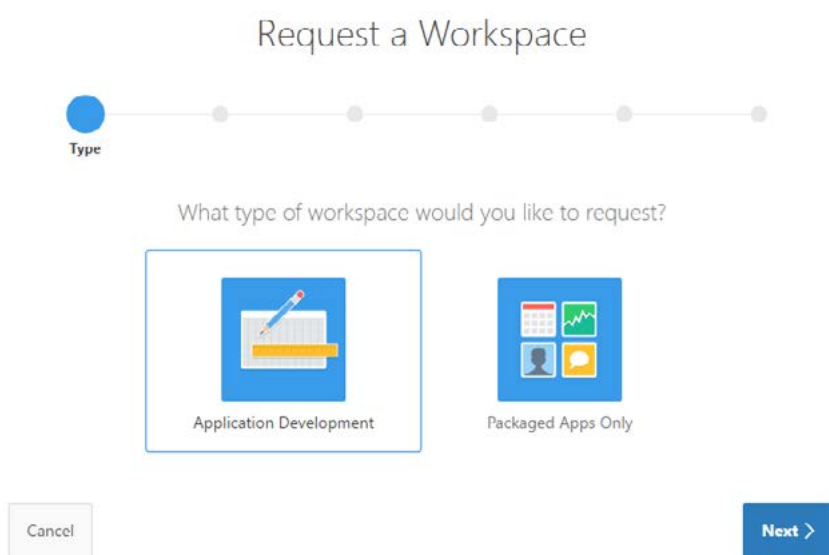 Request a Workspace
Type
What type of workspace would you like to request?
Application Development
Packaged Apps Only
Cancel
Next >